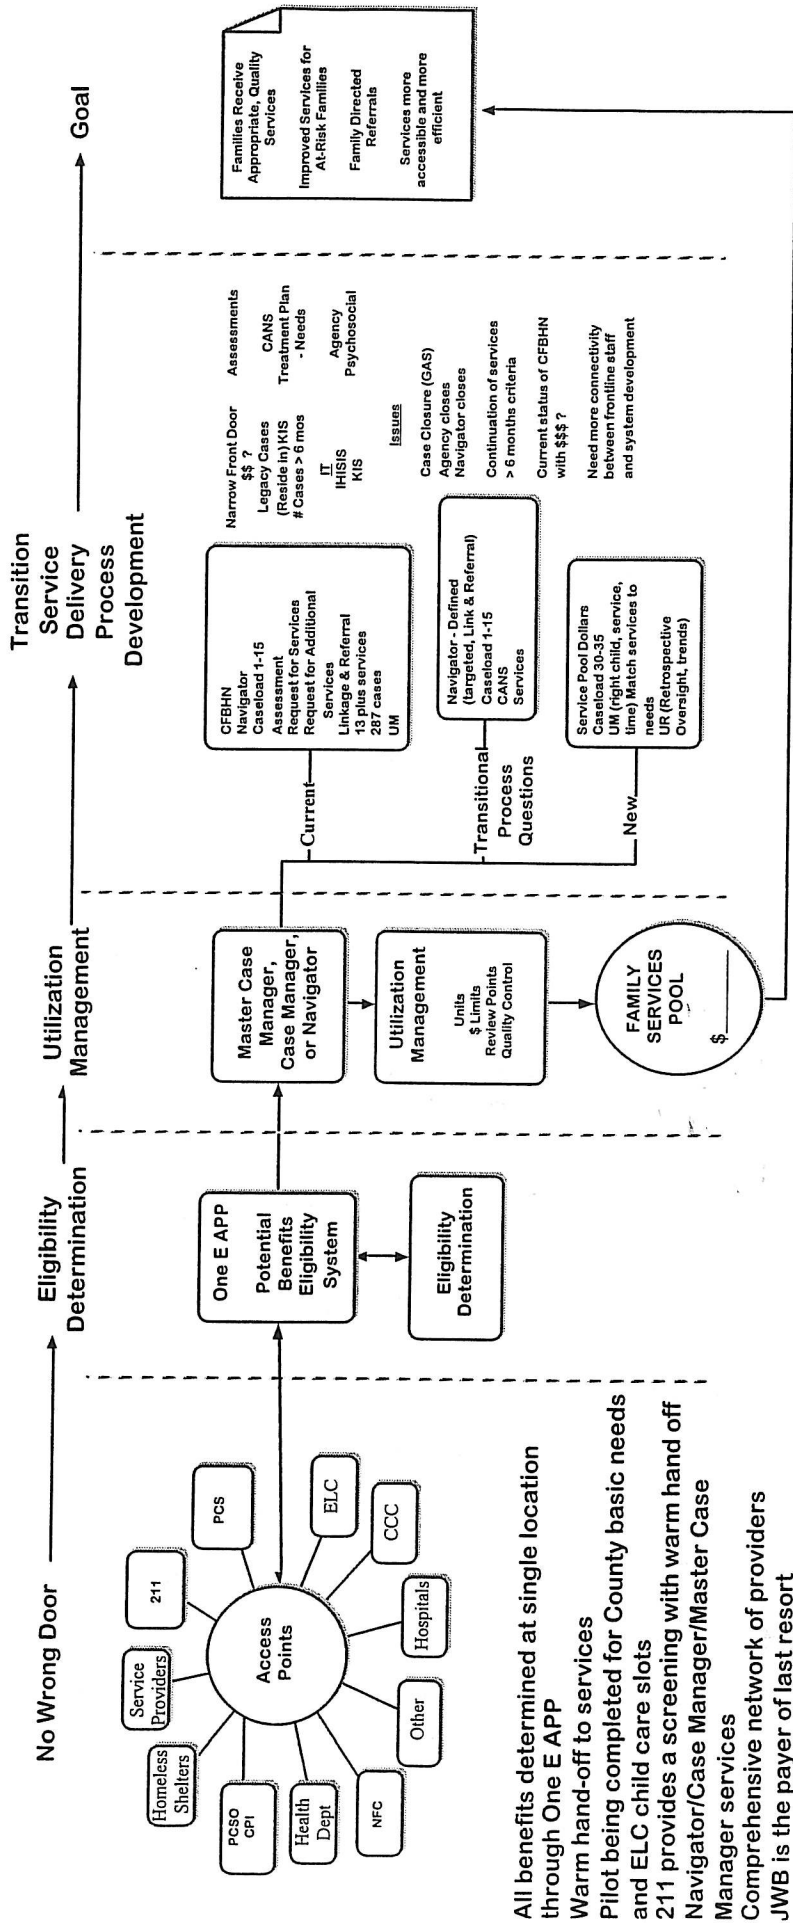 No Wrong Door
Eligibility
Determination
Utilization
Management
Transition
Service
Delivery
Process
Development
Goal
Access
Points
Homeless
Shelters
Service
Providers
211
PCS
ELC
CCC
Hospitals
Other
NFC
Health
Dept
PCSO
CPI
One E APP
Potential
Benefits
Eligibility
System
Eligibility
Determination
Master Case
Manager,
Case Manager,
or Navigator
Utilization
Management
Units
$ Limits
Review Points
Quality Control
FAMILY
SERVICES
POOL
$______
Current
Transitional
Process
Questions
New
CFBHN
Navigator
Caseload 1-15
Assessment
Request for Services
Request for Additional
Services
Linkage & Referral
13 plus services
287 cases
UM
Navigator - Defined
(targeted, Link & Referral)
Caseload 1-15
CANS
Services
Service Pool Dollars
Caseload 30-35
UM (right child, service,
time) Match services to
needs
UR (Retrospective
Oversight, trends)
Narrow Front Door
$$ ?
Legacy Cases
(Reside in) KIS
# Cases > 6 mos
IT
IHISIS
KIS
Assessments
CANS
Treatment Plan
- Needs
Agency
Psychosocial
Issues
Case Closure (GAS)
Agency closes
Navigator closes
Continuation of services
> 6 months criteria
Current status of CFBHN
with $$$ ?
Need more connectivity
between frontline staff
and system development
Families Receive
Appropriate, Quality
Services
Improved Services for
At-Risk Families
Family Directed
Referrals
Services more
accessible and more
efficient
All benefits determined at single location
through One E APP
Warm hand-off to services
Pilot being completed for County basic needs
and ELC child care slots
211 provides a screening with warm hand off
Navigator/Case Manager/Master Case
Manager services
Comprehensive network of providers
JWB is the payer of last resort